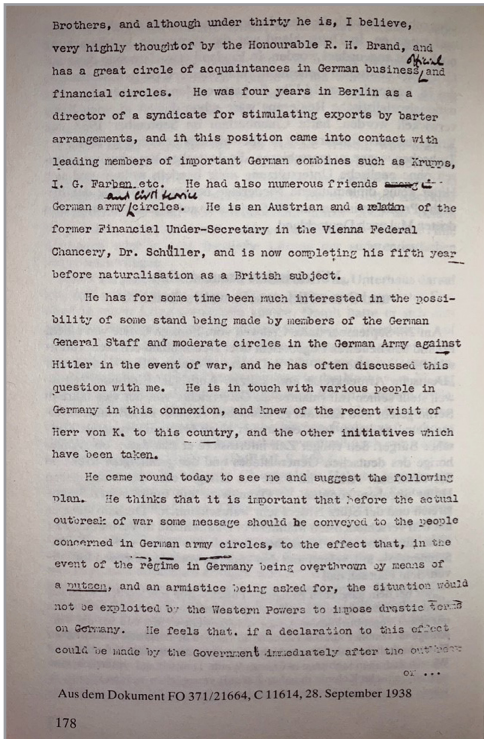 Brothers, and although under thirty he is, I believe,
very highly thought of by the Honourable R. H. Brand, and
official
has a great circle of acquaintances in German business, and
financial circles. He was four years in Berlin as a
director of a syndicate for stimulating exports by barter
arrangements, and in this position came into contact with
leading members of important German combines such as Krupps,
I. G. Farben etc. He had also numerous friends among
and civil service
German army circles. He is an Austrian and a relation of the
former Financial Under-Secretary in the Vienna Federal
Chancery, Dr. Schüller, and is now completing his fifth year
before naturalisation as a British subject.
He has for some time been much interested in the possi-
bility of some stand being made by members of the German
General Staff and moderate circles in the German Army against
Hitler in the event of war, and he has often discussed this
question with me. He is in touch with various people in
Germany in this connexion, and knew of the recent visit of
Herr von K. to this country, and the other initiatives which
have been taken.
He came round today to see me and suggest the following
plan. He thinks that it is important that before the actual
outbreak of war some message should be conveyed to the people
concerned in German army circles, to the effect that, in the
event of the régime in Germany being overthrown by means of
a putsch, and an armistice being asked for, the situation would
not be exploited by the Western Powers to impose drastic terms
on Germany. He feels that, if a declaration to this effect
could be made by the Government immediately after the outbreak
or ...
Aus dem Dokument FO 371/21664, C 11614, 28. September 1938
178